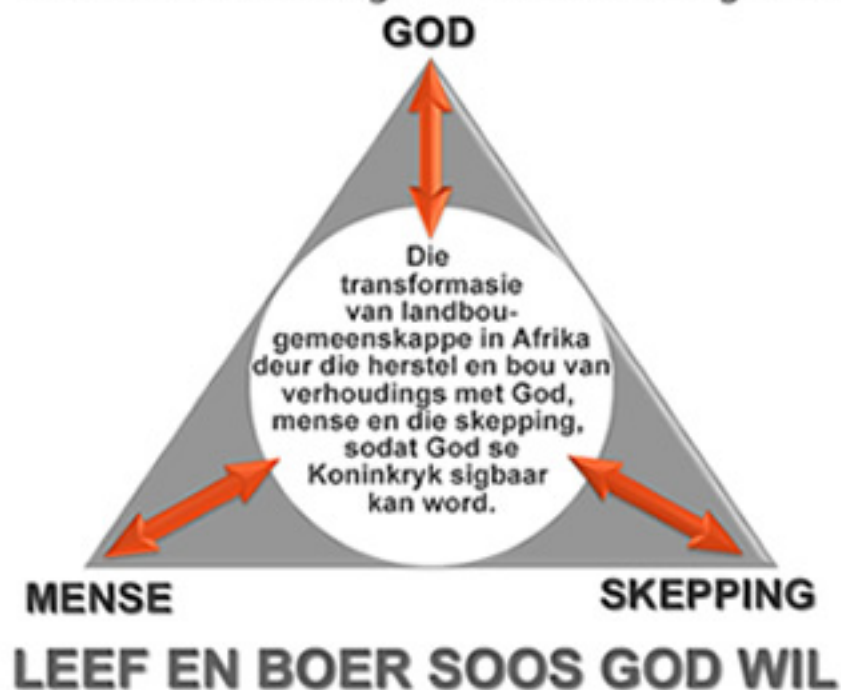 GOD
Die
transformasie
van landbou-
gemeenskappe in Afrika
deur die herstel en bou van
verhoudings met God,
mense en die skepping,
sodat God se
Koninkryk sigbaar
kan word.
MENSE
SKEPPING
LEEF EN BOER SOOS GOD WIL